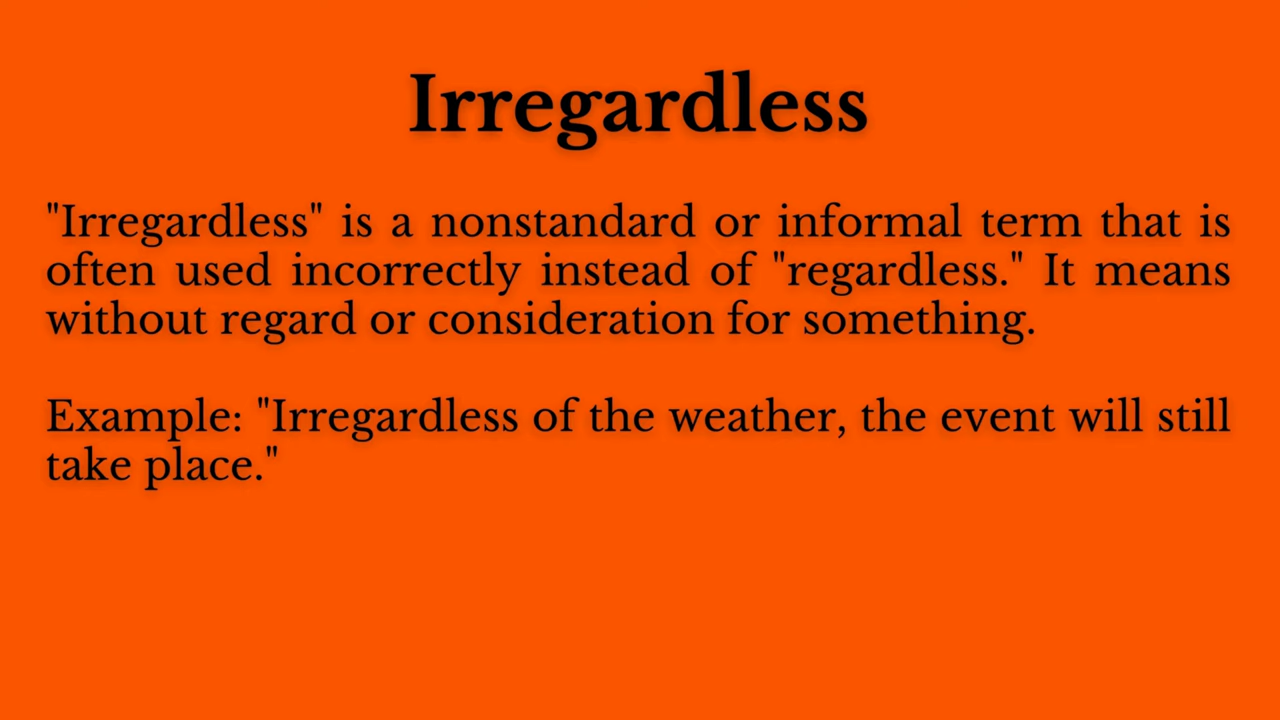 Irregardless
"Irregardless" is a nonstandard or informal term that is
often used incorrectly instead of "regardless." It means
without regard or consideration for something.
Example: "Irregardless of the weather, the event will still
take place."